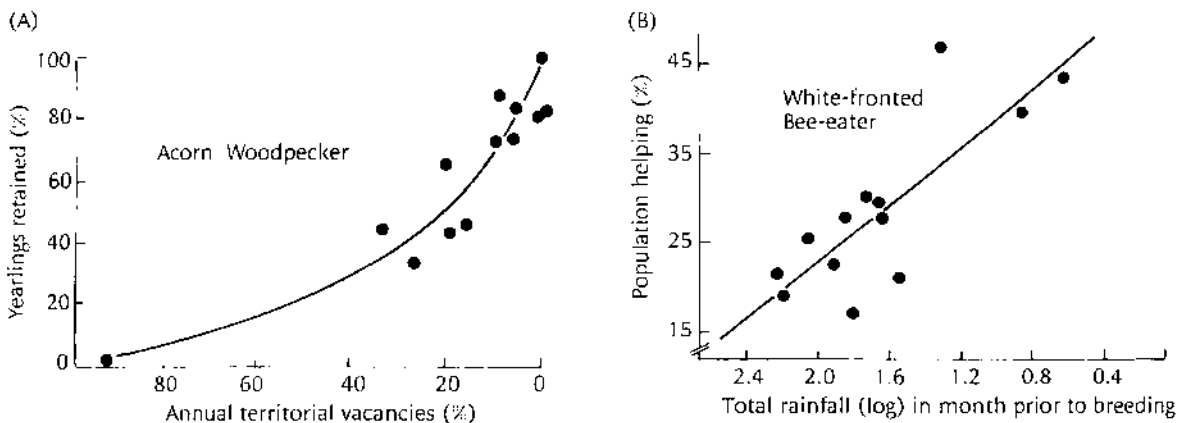 (A)
Yearlings retained (%)
100
80
60
40
20
0
Acorn Woodpecker
80 60 40 20 0
Annual territorial vacancies (%)
(B)
Population helping (%)
45
35
25
15
White-fronted
Bee-eater
2.4 2.0 1.6 1.2 0.8 0.4
Total rainfall (log) in month prior to breeding